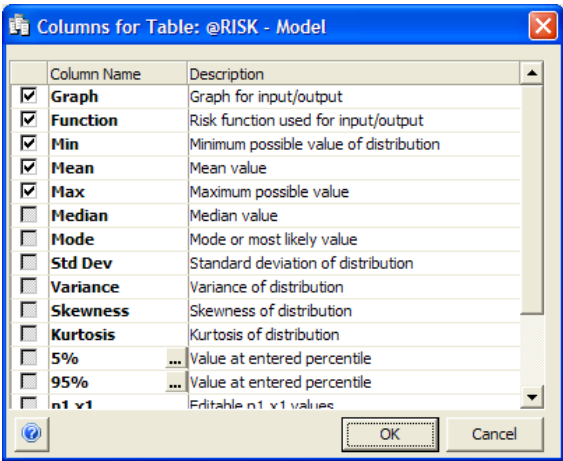 Columns for Table: @RISK - Model
Column Name Description
Graph Graph for input/output
Function Risk function used for input/output
Min Minimum possible value of distribution
Mean Mean value
Max Maximum possible value
Median Median value
Mode Mode or most likely value
Std Dev Standard deviation of distribution
Variance Variance of distribution
Skewness Skewness of distribution
Kurtosis Kurtosis of distribution
5% ... Value at entered percentile
95% ... Value at entered percentile
p1,x1 Editable p1,x1 values
? OK Cancel